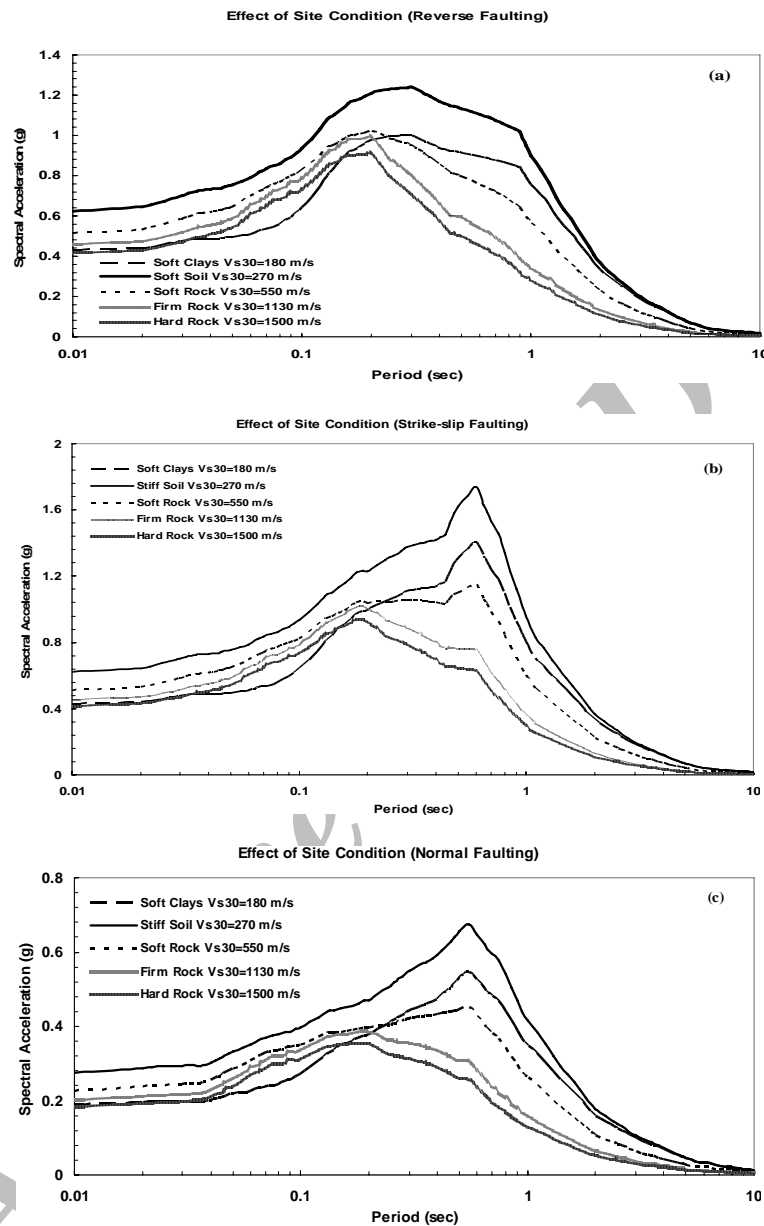 Effect of Site Condition (Reverse Faulting)
(a)
Spectral Acceleration (g)
1.4
1.2
1
0.8
0.6
0.4
0.2
0
Soft Clays Vs30=180 m/s
Soft Soil Vs30=270 m/s
Soft Rock Vs30=550 m/s
Firm Rock Vs30=1130 m/s
Hard Rock Vs30=1500 m/s
0.01 0.1 1 10
Period (sec)
Effect of Site Condition (Strike-slip Faulting)
(b)
Spectral Acceleration (g)
2
1.6
1.2
0.8
0.4
0
Soft Clays Vs30=180 m/s
Stiff Soil Vs30=270 m/s
Soft Rock Vs30=550 m/s
Firm Rock Vs30=1130 m/s
Hard Rock Vs30=1500 m/s
0.01 0.1 1 10
Period (sec)
Effect of Site Condition (Normal Faulting)
(c)
Spectral Acceleration (g)
0.8
0.6
0.4
0.2
0
Soft Clays Vs30=180 m/s
Stiff Soil Vs30=270 m/s
Soft Rock Vs30=550 m/s
Firm Rock Vs30=1130 m/s
Hard Rock Vs30=1500 m/s
0.01 0.1 1 10
Period (sec)